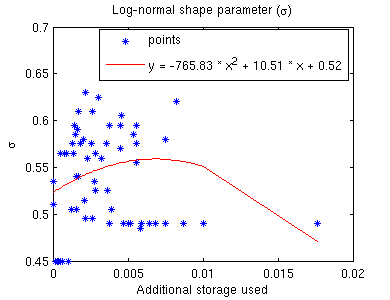 Log-normal shape parameter (σ)
0.7
points
y = -765.83 * x² + 10.51 * x + 0.52
0.65
0.6
σ
0.55
0.5
0.45
0
0.005
0.01
0.015
0.02
Additional storage used